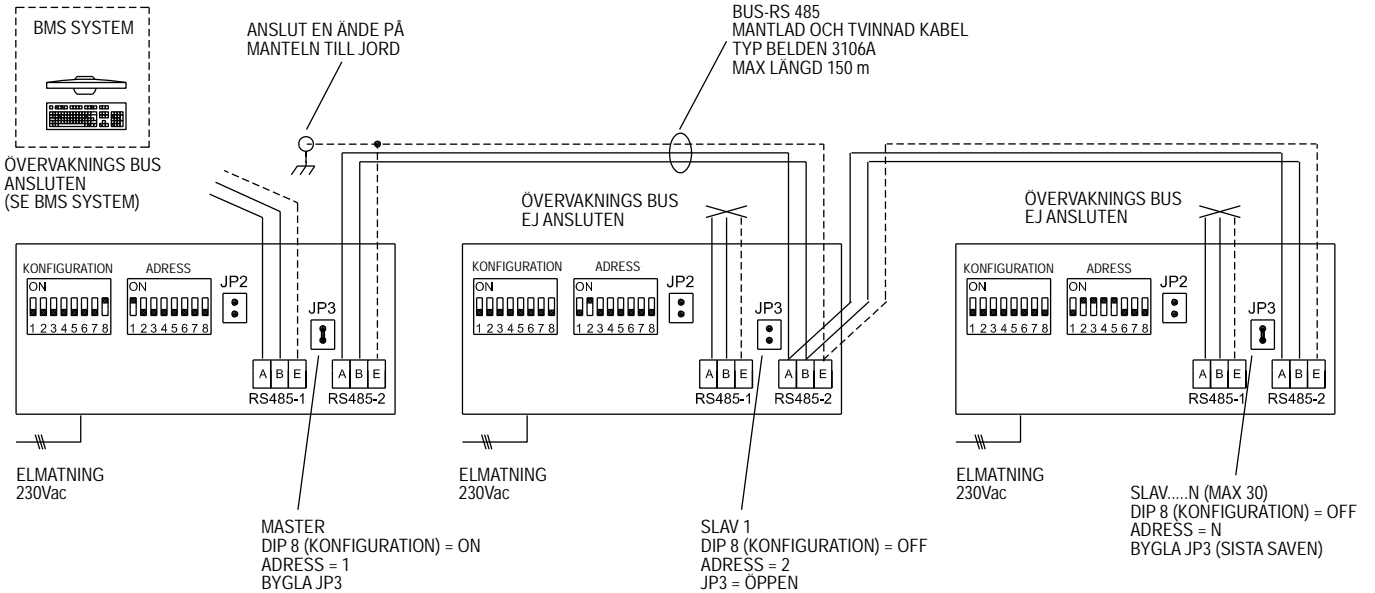 BMS SYSTEM
ÖVERVAKNINGS BUS
ANSLUTEN
(SE BMS SYSTEM)
ANSLUT EN ÄNDE PÅ
MANTELN TILL JORD
BUS-RS 485
MANTLAD OCH TVINNAD KABEL
TYP BELDEN 3106A
MAX LÄNGD 150 m
KONFIGURATION
ON
1 2 3 4 5 6 7 8
ADRESS
ON
1 2 3 4 5 6 7 8
JP2
JP3
A B E
RS485-1
A B E
RS485-2
ELMATNING
230Vac
MASTER
DIP 8 (KONFIGURATION) = ON
ADRESS = 1
BYGLA JP3
ÖVERVAKNINGS BUS
EJ ANSLUTEN
KONFIGURATION
ON
1 2 3 4 5 6 7 8
ADRESS
ON
1 2 3 4 5 6 7 8
JP2
JP3
A B E
RS485-1
A B E
RS485-2
ELMATNING
230Vac
SLAV 1
DIP 8 (KONFIGURATION) = OFF
ADRESS = 2
JP3 = ÖPPEN
ÖVERVAKNINGS BUS
EJ ANSLUTEN
KONFIGURATION
ON
1 2 3 4 5 6 7 8
ADRESS
ON
1 2 3 4 5 6 7 8
JP2
JP3
A B E
RS485-1
A B E
RS485-2
ELMATNING
230Vac
SLAV.....N (MAX 30)
DIP 8 (KONFIGURATION) = OFF
ADRESS = N
BYGLA JP3 (SISTA SAVEN)